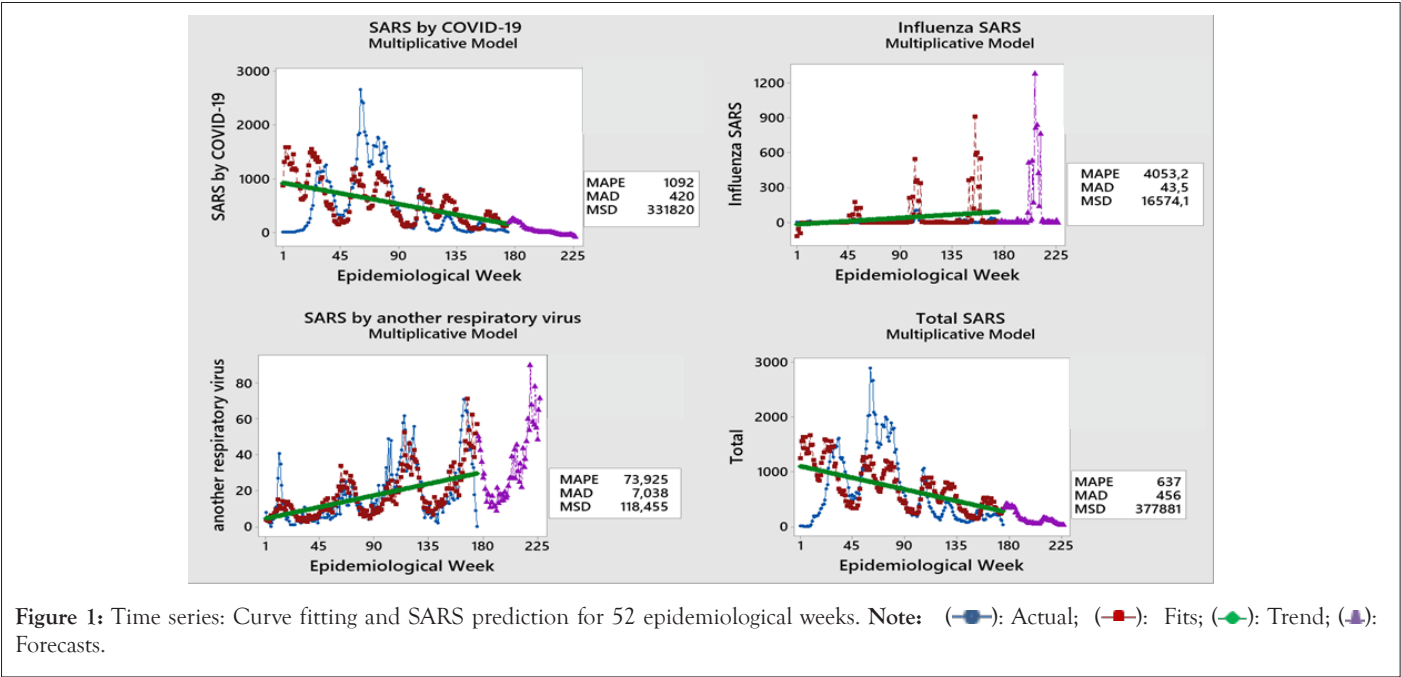 SARS by COVID-19
Multiplicative Model
SARS by COVID-19
3000
2000
1000
0
1 45 90 135 180 225
Epidemiological Week
MAPE 1092
MAD 420
MSD 331820
Influenza SARS
Multiplicative Model
Influenza SARS
1200
900
600
300
0
1 45 90 135 180 225
Epidemiological Week
MAPE 4053,2
MAD 43,5
MSD 16574,1
SARS by another respiratory virus
Multiplicative Model
another respiratory virus
80
60
40
20
0
1 45 90 135 180 225
Epidemiological Week
MAPE 73,925
MAD 7,038
MSD 118,455
Total SARS
Multiplicative Model
Total
3000
2000
1000
0
1 45 90 135 180 225
Epidemiological Week
MAPE 637
MAD 456
MSD 377881
Figure 1: Time series: Curve fitting and SARS prediction for 52 epidemiological weeks. Note: ( ): Actual; ( ): Fits; ( ): Trend; ( ):
Forecasts.